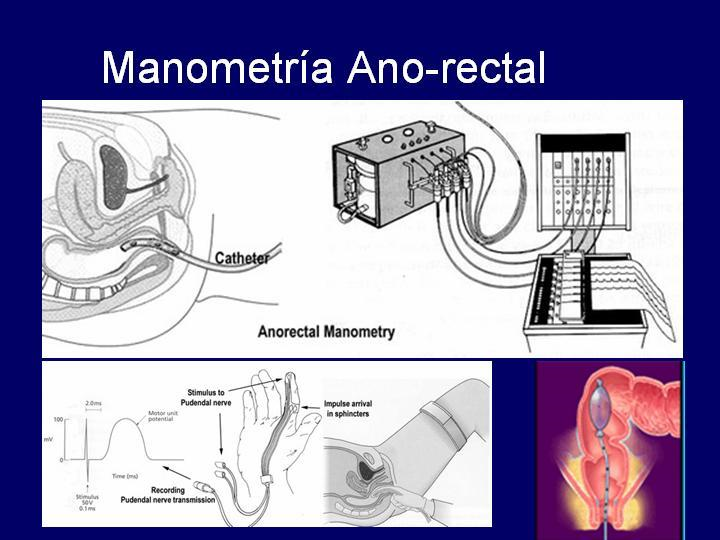 Manometría Ano-rectal
Catheter
Anorectal Manometry
2.0ms
Motor unit
potential
100
mV
0
Time (ms)
Stimulus
50V
0.1ms
Stimulus to
Pudendal nerve
Impulse arrival
in sphincters
Recording
Pudendal nerve transmission